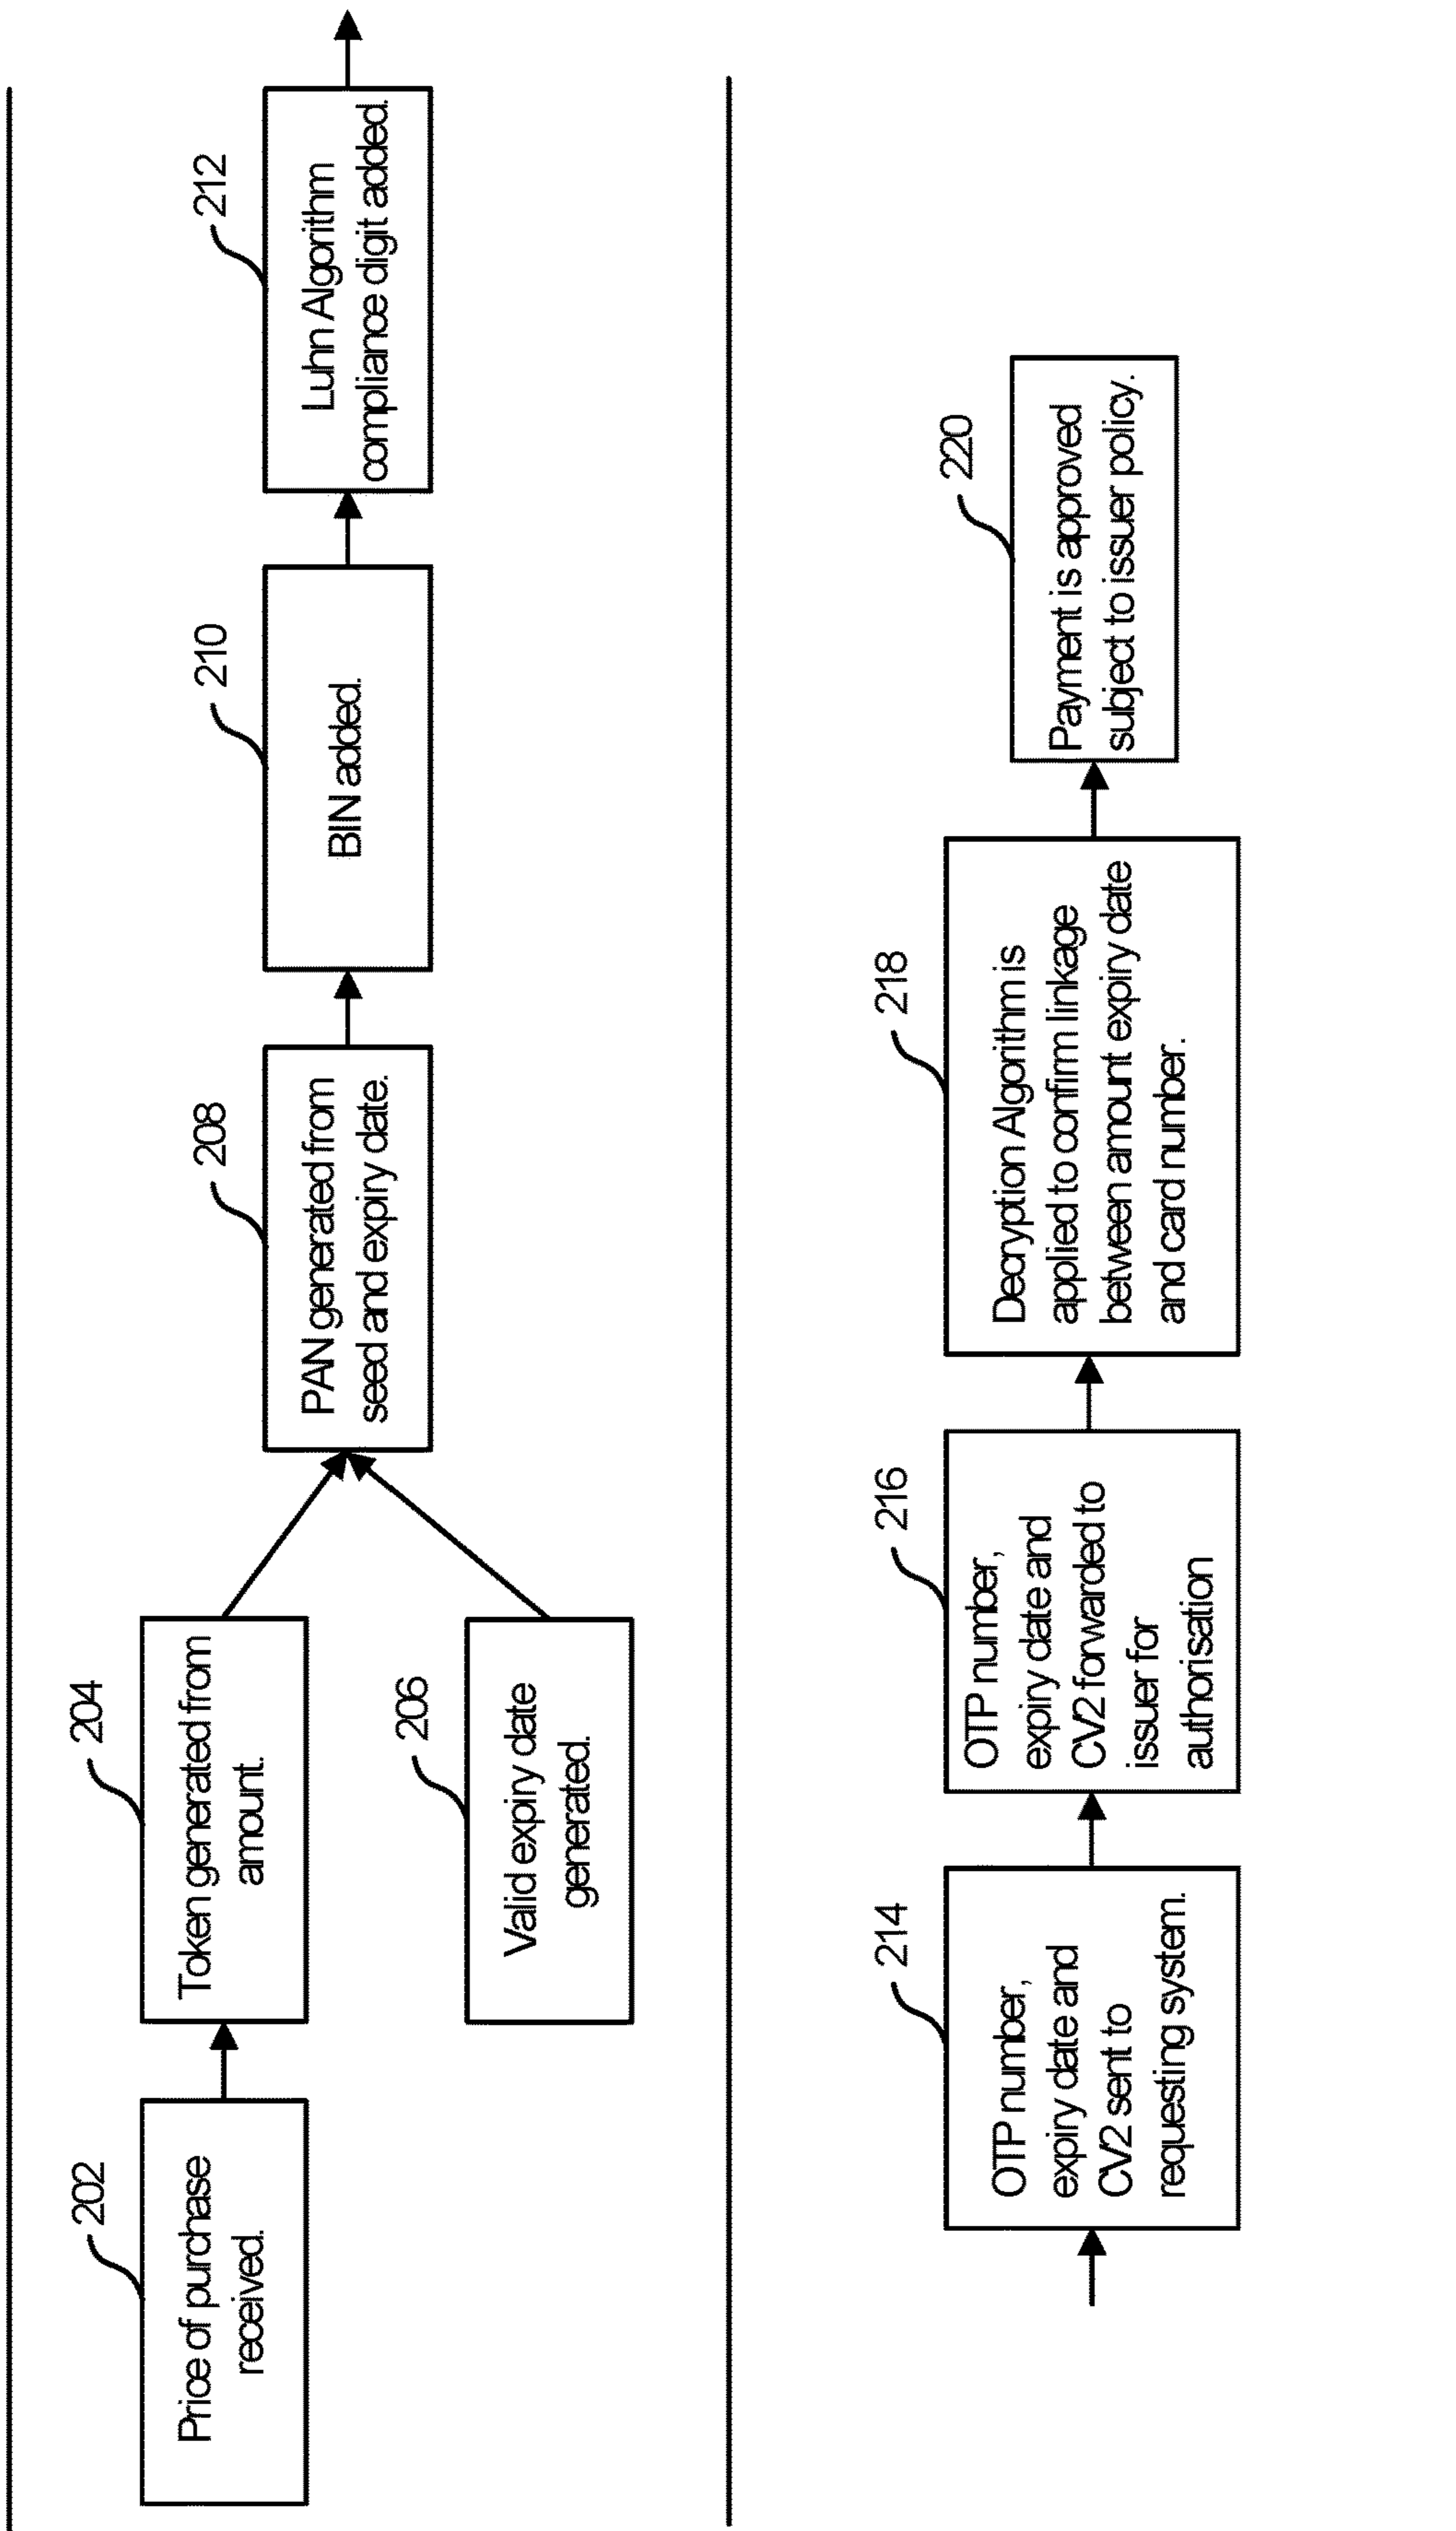 202
Price of purchase
received.
204
Token generated from
amount.
206
Valid expiry date
generated.
208
PAN generated from
seed and expiry date.
210
BIN added.
212
Luhn Algorithm
compliance digit added.
214
OTP number,
expiry date and
CV2 sent to
requesting system.
216
OTP number,
expiry date and
CV2 forwarded to
issuer for
authorisation
218
Decryption Algorithm is
applied to confirm linkage
between amount expiry date
and card number.
220
Payment is approved
subject to issuer policy.